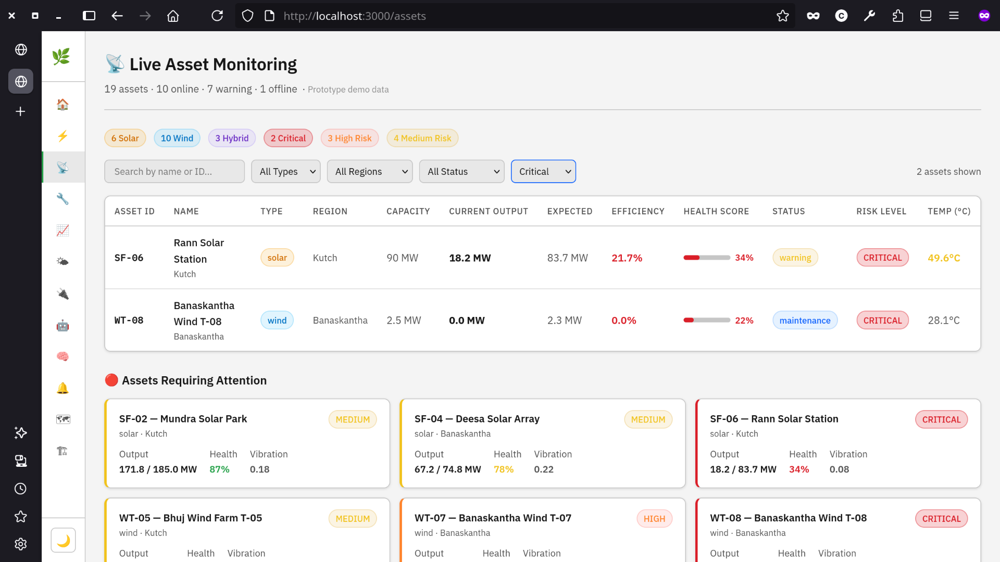 http://localhost:3000/assets
Live Asset Monitoring
19 assets · 10 online · 7 warning · 1 offline · Prototype demo data
6 Solar 10 Wind 3 Hybrid 2 Critical 3 High Risk 4 Medium Risk
Search by name or ID... All Types All Regions All Status Critical 2 assets shown
ASSET ID NAME TYPE REGION CAPACITY CURRENT OUTPUT EXPECTED EFFICIENCY HEALTH SCORE STATUS RISK LEVEL TEMP (°C)
Rann Solar
SF-06 Station solar Kutch 90 MW 18.2 MW 83.7 MW 21.7% 34% warning CRITICAL 49.6°C
Kutch
Banaskantha
WT-08 Wind T-08 wind Banaskantha 2.5 MW 0.0 MW 2.3 MW 0.0% 22% maintenance CRITICAL 28.1°C
Banaskantha
Assets Requiring Attention
SF-02 — Mundra Solar Park MEDIUM
solar · Kutch
Output Health Vibration
171.8 / 185.0 MW 87% 0.18
SF-04 — Deesa Solar Array MEDIUM
solar · Banaskantha
Output Health Vibration
67.2 / 74.8 MW 78% 0.22
SF-06 — Rann Solar Station CRITICAL
solar · Kutch
Output Health Vibration
18.2 / 83.7 MW 34% 0.08
WT-05 — Bhuj Wind Farm T-05 MEDIUM
wind · Kutch
Output Health Vibration
WT-07 — Banaskantha Wind T-07 HIGH
wind · Banaskantha
Output Health Vibration
WT-08 — Banaskantha Wind T-08 CRITICAL
wind · Banaskantha
Output Health Vibration